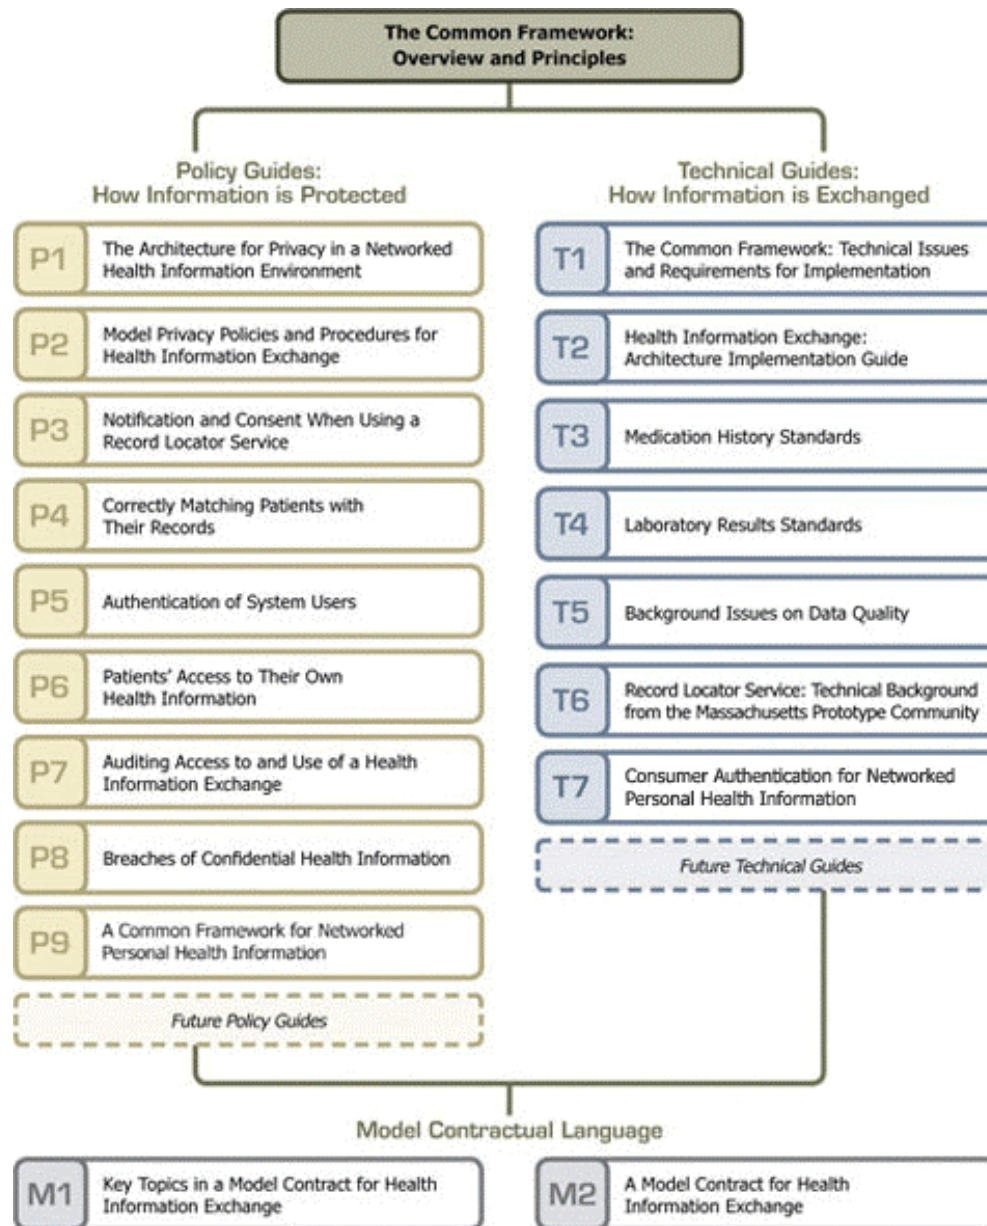 The Common Framework:
Overview and Principles
Policy Guides:
How Information is Protected
P1
The Architecture for Privacy in a Networked
Health Information Environment
P2
Model Privacy Policies and Procedures for
Health Information Exchange
P3
Notification and Consent When Using a
Record Locator Service
P4
Correctly Matching Patients with
Their Records
P5
Authentication of System Users
P6
Patients' Access to Their Own
Health Information
P7
Auditing Access to and Use of a Health
Information Exchange
P8
Breaches of Confidential Health Information
P9
A Common Framework for Networked
Personal Health Information
Future Policy Guides
Technical Guides:
How Information is Exchanged
T1
The Common Framework: Technical Issues
and Requirements for Implementation
T2
Health Information Exchange:
Architecture Implementation Guide
T3
Medication History Standards
T4
Laboratory Results Standards
T5
Background Issues on Data Quality
T6
Record Locator Service: Technical Background
from the Massachusetts Prototype Community
T7
Consumer Authentication for Networked
Personal Health Information
Future Technical Guides
Model Contractual Language
M1
Key Topics in a Model Contract for Health
Information Exchange
M2
A Model Contract for Health
Information Exchange